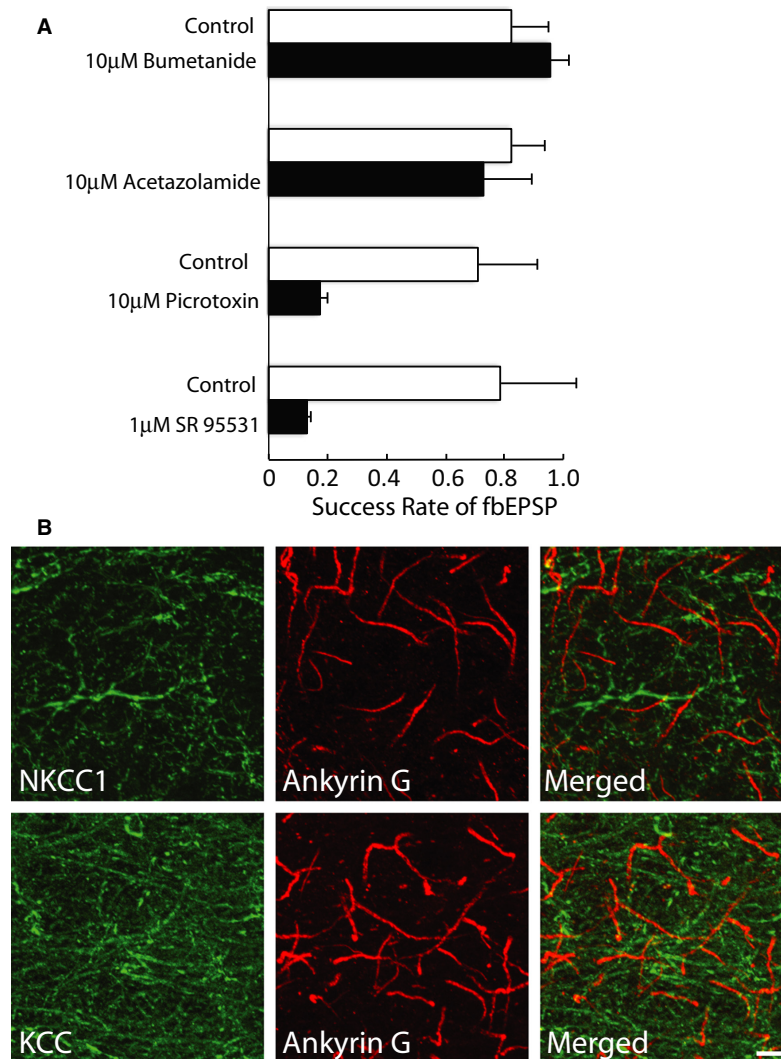 A
Control
10μM Bumetanide
10μM Acetazolamide
Control
10μM Picrotoxin
Control
1μM SR 95531
0 0.2 0.4 0.6 0.8 1.0
Success Rate of fbEPSP
B
NKCC1 Ankyrin G Merged
KCC Ankyrin G Merged